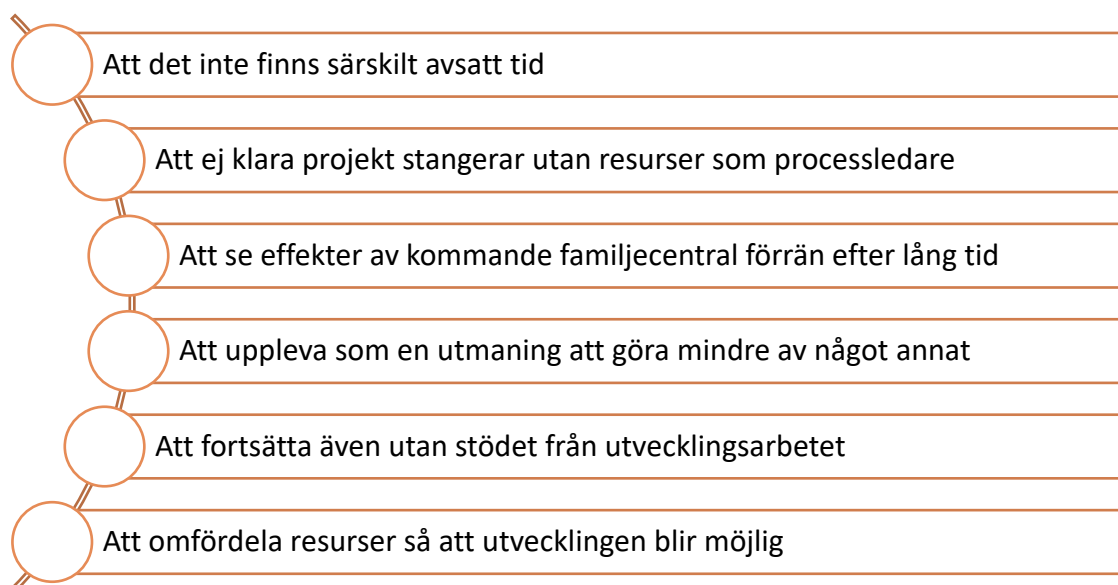 Att det inte finns särskilt avsatt tid
Att ej klara projekt stangerar utan resurser som processledare
Att se effekter av kommande familjecentral förrän efter lång tid
Att uppleva som en utmaning att göra mindre av något annat
Att fortsätta även utan stödet från utvecklingsarbetet
Att omfördela resurser så att utvecklingen blir möjlig